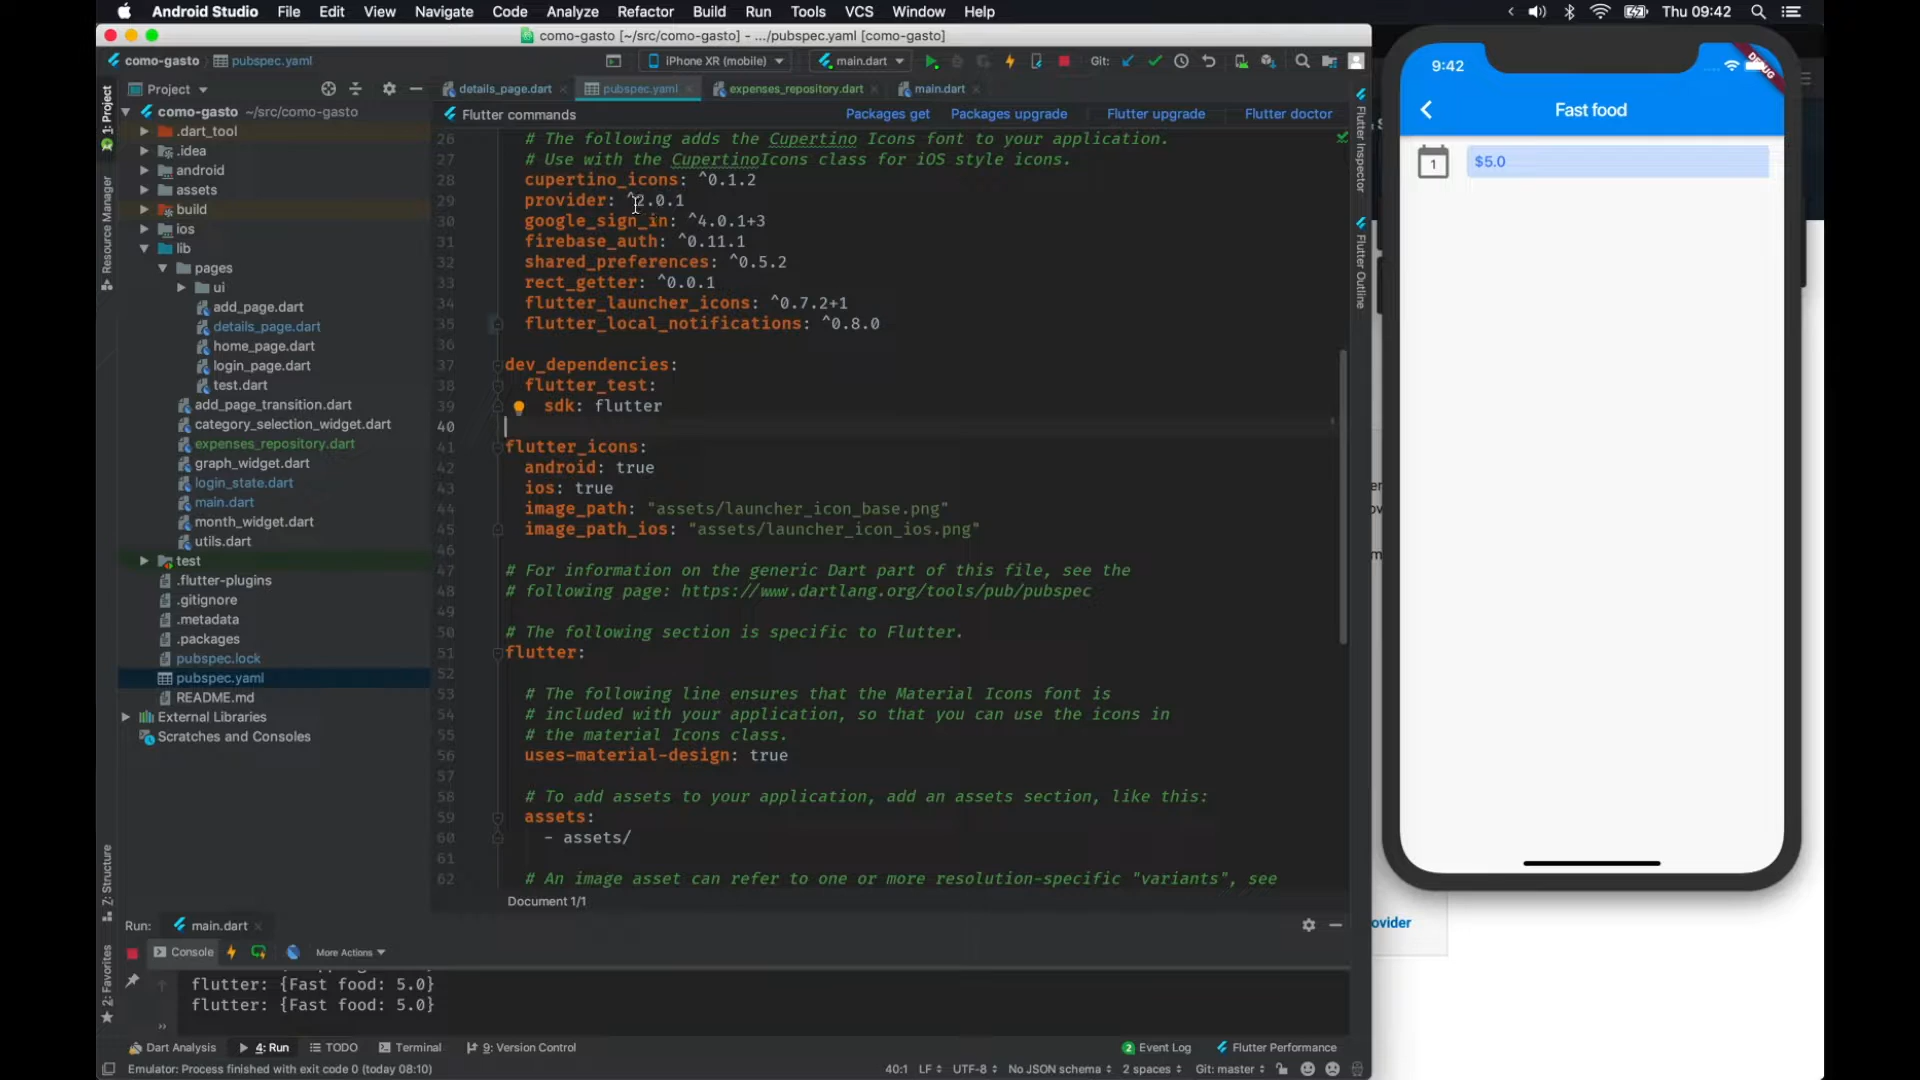 Android Studio File Edit View Navigate Code Analyze Refactor Build Run Tools VCS Window Help
Thu 09:42
como-gasto [~/src/como-gasto] - .../pubspec.yaml [como-gasto]
como-gasto pubspec.yaml
iPhone XR (mobile) main.dart Git:
Project
details_page.dart pubspec.yaml expenses_repository.dart main.dart
Flutter commands Packages get Packages upgrade Flutter upgrade Flutter doctor
1: Project
Resource Manager
Z: Structure
2: Favorites
como-gasto ~/src/como-gasto
.dart_tool
.idea
android
assets
build
ios
lib
pages
ui
add_page.dart
details_page.dart
home_page.dart
login_page.dart
test.dart
add_page_transition.dart
category_selection_widget.dart
expenses_repository.dart
graph_widget.dart
login_state.dart
main.dart
month_widget.dart
utils.dart
test
.flutter-plugins
.gitignore
.metadata
.packages
pubspec.lock
pubspec.yaml
README.md
External Libraries
Scratches and Consoles
26 # The following adds the Cupertino Icons font to your application.
27 # Use with the CupertinoIcons class for iOS style icons.
28 cupertino_icons: ^0.1.2
29 provider: ^2.0.1
30 google_sign_in: ^4.0.1+3
31 firebase_auth: ^0.11.1
32 shared_preferences: ^0.5.2
33 rect_getter: ^0.0.1
34 flutter_launcher_icons: ^0.7.2+1
35 flutter_local_notifications: ^0.8.0
36
37 dev_dependencies:
38 flutter_test:
39 sdk: flutter
40
41 flutter_icons:
42 android: true
43 ios: true
44 image_path: "assets/launcher_icon_base.png"
45 image_path_ios: "assets/launcher_icon_ios.png"
46
47 # For information on the generic Dart part of this file, see the
48 # following page: https://www.dartlang.org/tools/pub/pubspec
49
50 # The following section is specific to Flutter.
51 flutter:
52
53 # The following line ensures that the Material Icons font is
54 # included with your application, so that you can use the icons in
55 # the material Icons class.
56 uses-material-design: true
57
58 # To add assets to your application, add an assets section, like this:
59 assets:
60 - assets/
61
62 # An image asset can refer to one or more resolution-specific "variants", see
Document 1/1
Flutter Inspector
Flutter Outline
9:42
DEBUG
Fast food
1 $5.0
ovider
Run: main.dart
Console More Actions
flutter: {Fast food: 5.0}
flutter: {Fast food: 5.0}
Dart Analysis 4: Run TODO Terminal 9: Version Control 2 Event Log Flutter Performance
Emulator: Process finished with exit code 0 (today 08:10) 40:1 LF UTF-8 No JSON schema 2 spaces Git: master